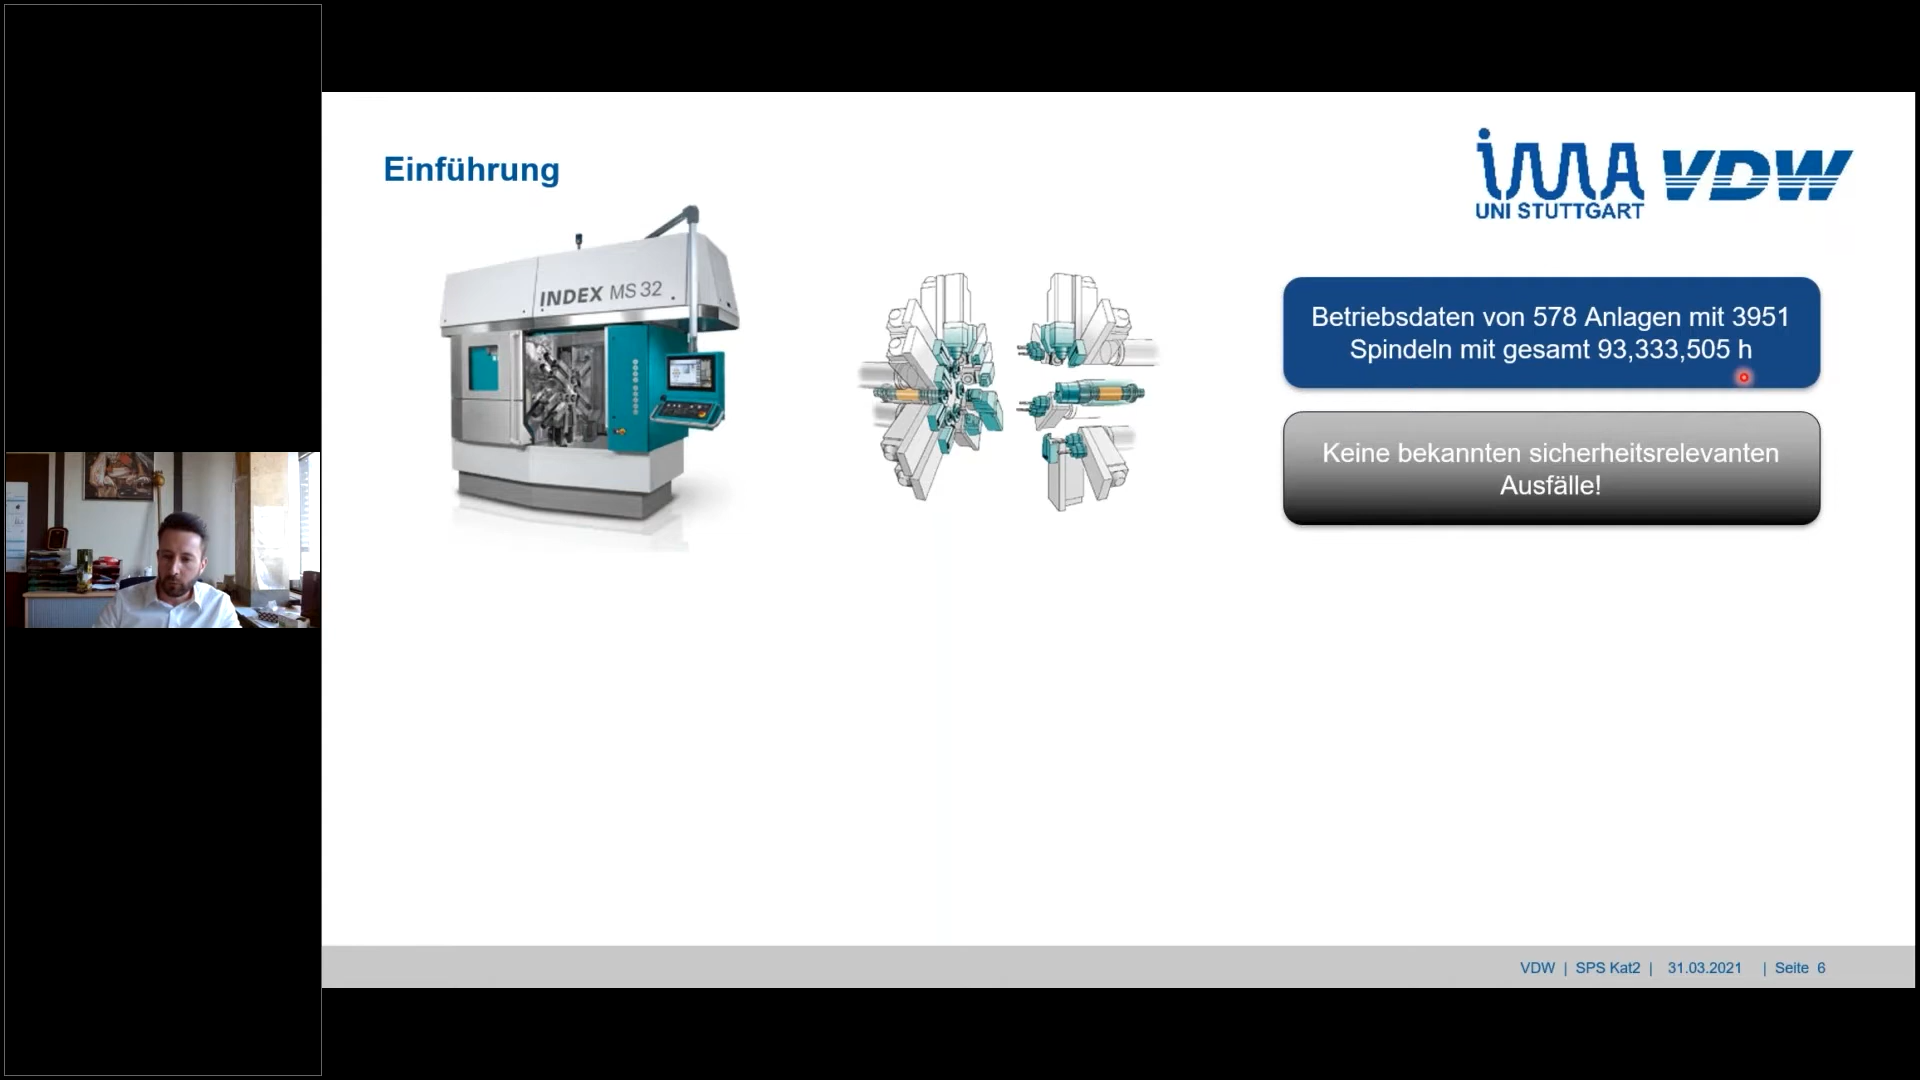 Einführung
ima
UNI STUTTGART
VDW
INDEX MS 32
Betriebsdaten von 578 Anlagen mit 3951
Spindeln mit gesamt 93,333,505 h
Keine bekannten sicherheitsrelevanten
Ausfälle!
VDW | SPS Kat2 | 31.03.2021 | Seite 6